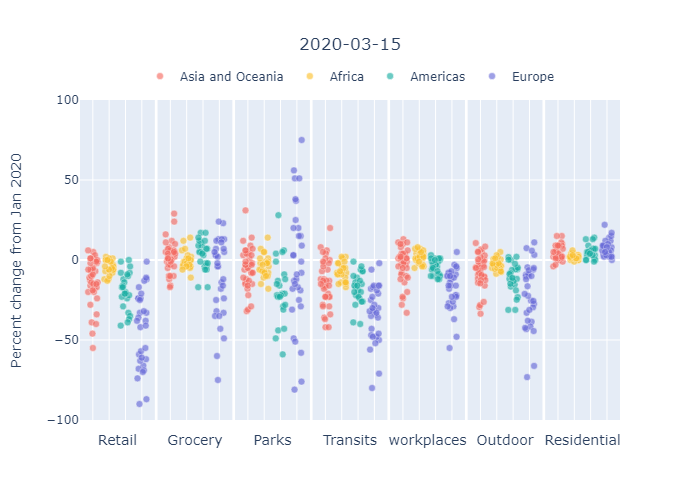 2020-03-15
Asia and Oceania Africa Americas Europe
Percent change from Jan 2020
100
50
0
−50
−100
Retail Grocery Parks Transits workplaces Outdoor Residential